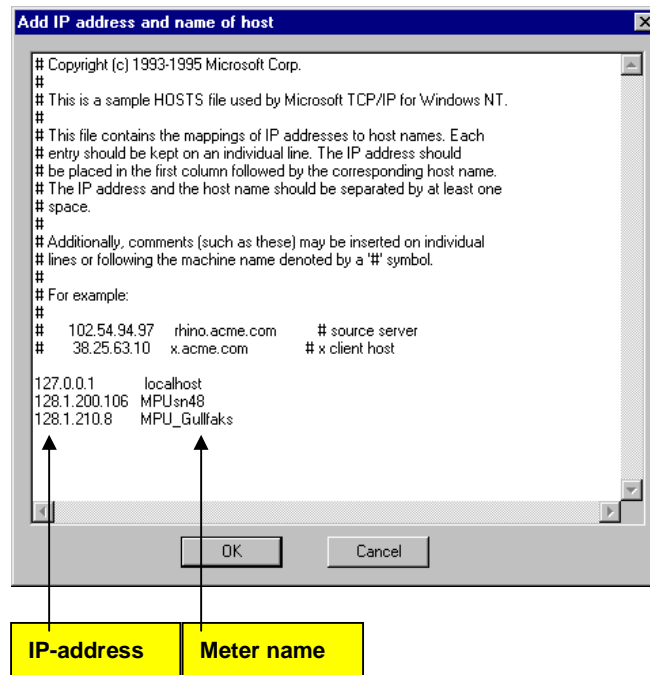 Add IP address and name of host
# Copyright (c) 1993-1995 Microsoft Corp.
#
# This is a sample HOSTS file used by Microsoft TCP/IP for Windows NT.
#
# This file contains the mappings of IP addresses to host names. Each
# entry should be kept on an individual line. The IP address should
# be placed in the first column followed by the corresponding host name.
# The IP address and the host name should be separated by at least one
# space.
#
# Additionally, comments (such as these) may be inserted on individual
# lines or following the machine name denoted by a '#' symbol.
#
# For example:
#
# 102.54.94.97 rhino.acme.com # source server
# 38.25.63.10 x.acme.com # x client host
127.0.0.1 localhost
128.1.200.106 MPUsn48
128.1.210.8 MPU_Gullfaks
OK Cancel
IP-address Meter name